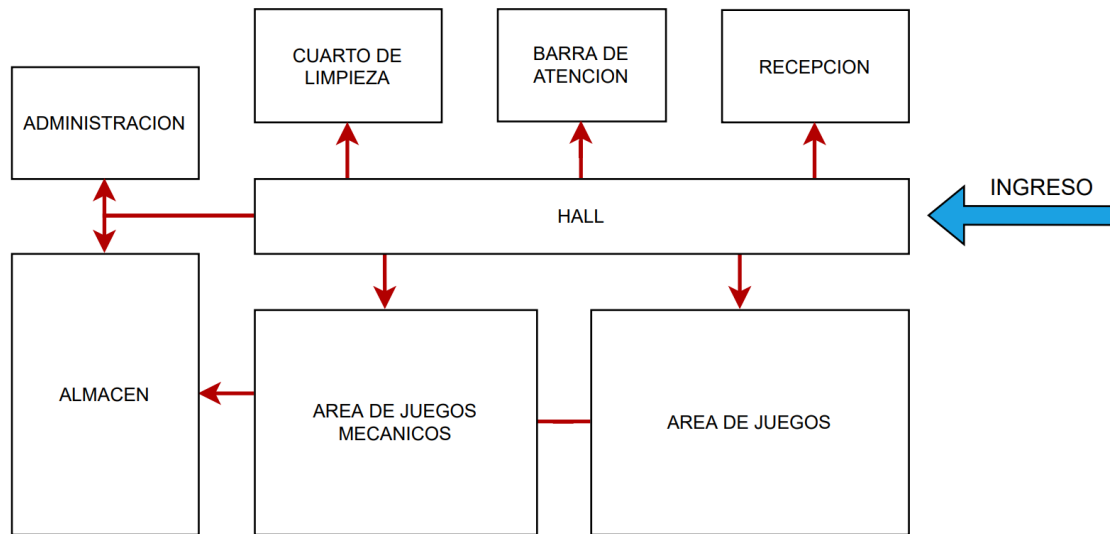 CUARTO DE
LIMPIEZA
BARRA DE
ATENCION
RECEPCION
ADMINISTRACION
INGRESO
HALL
ALMACEN
AREA DE JUEGOS
MECANICOS
AREA DE JUEGOS